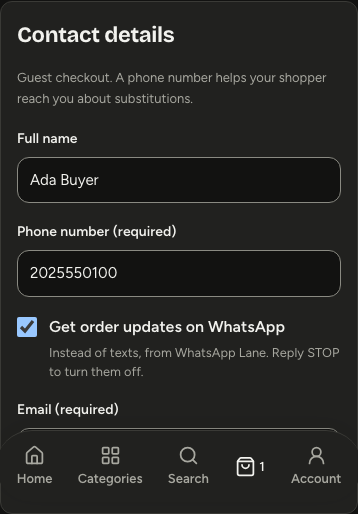 Contact details
Guest checkout. A phone number helps your shopper
reach you about substitutions.
Full name
Ada Buyer
Phone number (required)
2025550100
Get order updates on WhatsApp
Instead of texts, from WhatsApp Lane. Reply STOP
to turn them off.
Email (required)
1
Home Categories Search Account